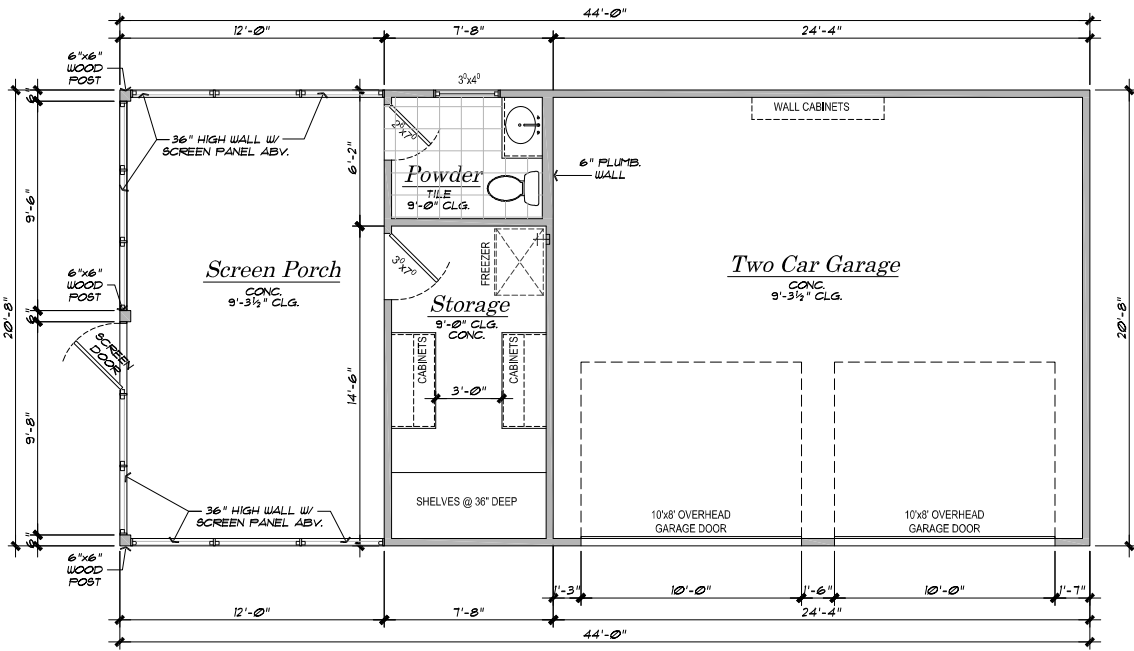 44'-0"
12'-0"
7'-8"
24'-4"
6"x6"
WOOD
POST
3⁰x4⁰
WALL CABINETS
6"
36" HIGH WALL W/
SCREEN PANEL ABV.
2⁰x7⁰
6'-2"
6" PLUMB.
WALL
Powder
TILE
9'-0" CLG.
9'-6"
Screen Porch
CONC.
9'-3½" CLG.
3⁰x7⁰
FREEZER
Two Car Garage
CONC.
9'-3½" CLG.
6"x6"
WOOD
POST
Storage
9'-0" CLG.
CONC.
20'-8"
6"
20'-8"
SCREEN
DOOR
CABINETS
CABINETS
3'-0"
14'-6"
9'-8"
SHELVES @ 36" DEEP
36" HIGH WALL W/
SCREEN PANEL ABV.
10'x8' OVERHEAD
GARAGE DOOR
10'x8' OVERHEAD
GARAGE DOOR
6"
6"x6"
WOOD
POST
1'-3"
10'-0"
1'-6"
10'-0"
1'-7"
12'-0"
7'-8"
24'-4"
44'-0"